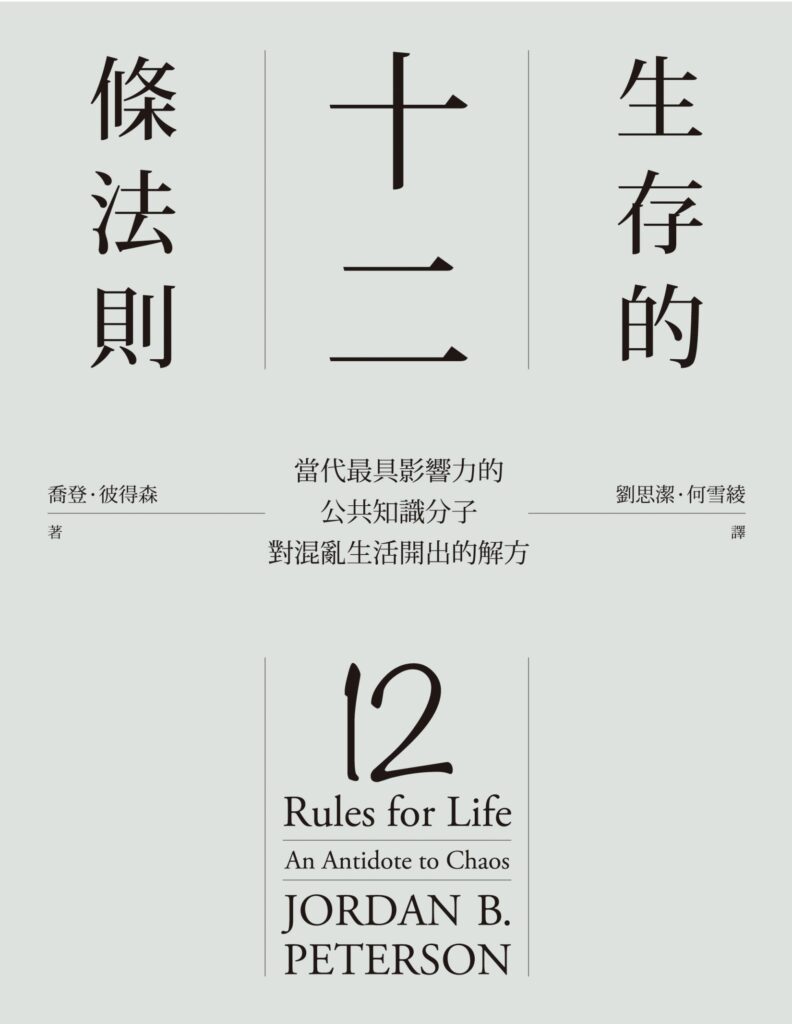 生存的
十二
條法則
當代最具影響力的
公共知識分子
對混亂生活開出的解方
喬登·彼得森
著
劉思潔·何雪綾
譯
12
Rules for Life
An Antidote to Chaos
JORDAN B.
PETERSON